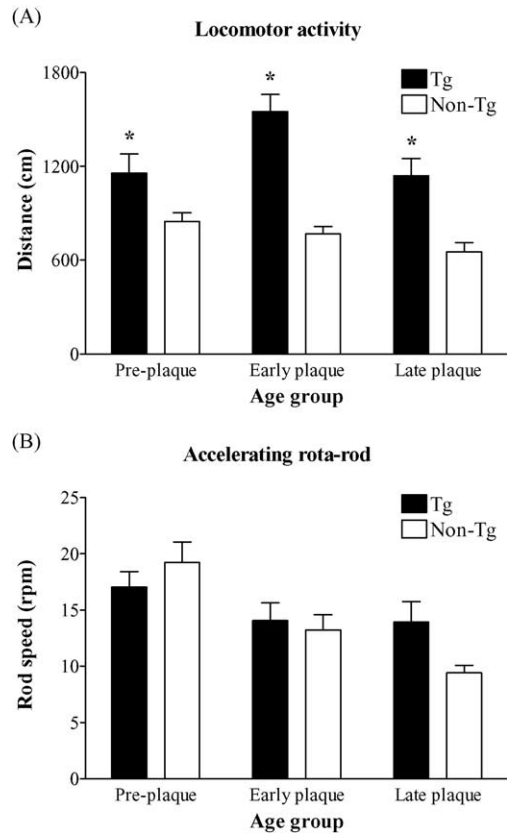 (A)
Locomotor activity
1800
1200
600
0
Distance (cm)
*
*
*
Tg
Non-Tg
Pre-plaque Early plaque Late plaque
Age group
(B)
Accelerating rota-rod
25
20
15
10
5
0
Rod speed (rpm)
Tg
Non-Tg
Pre-plaque Early plaque Late plaque
Age group